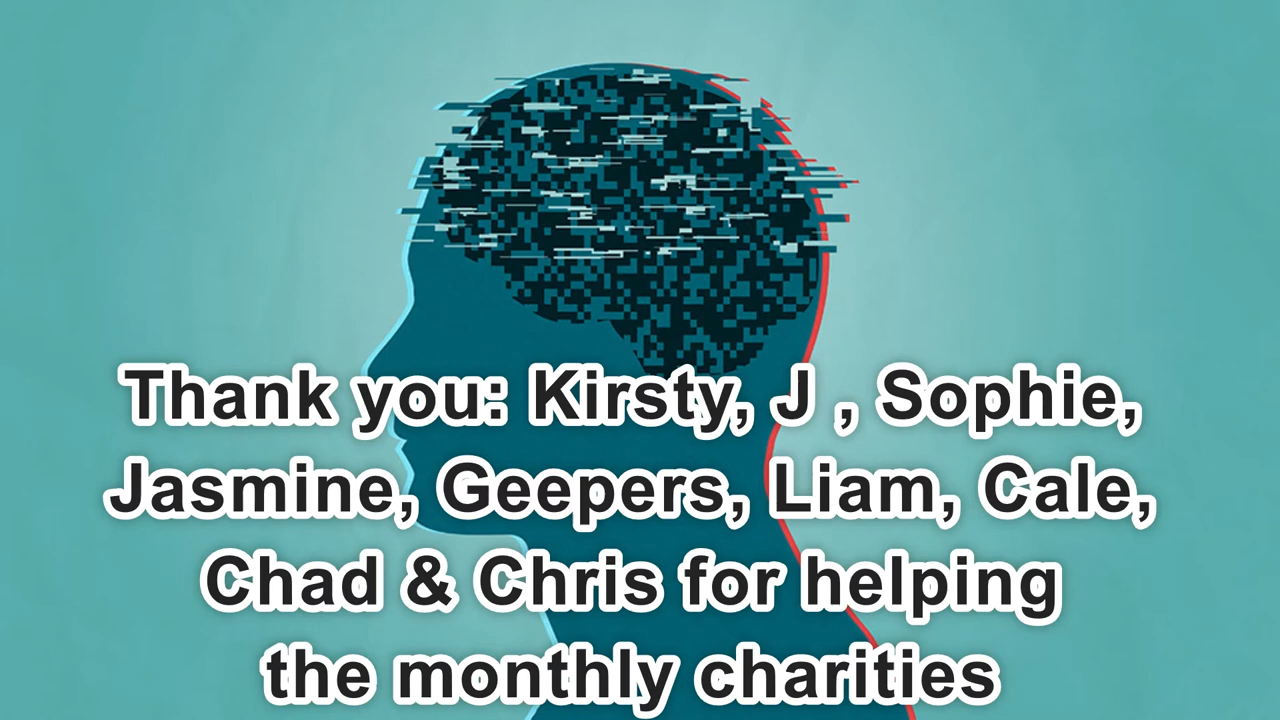 Thank you: Kirsty, J , Sophie,
Jasmine, Geepers, Liam, Cale,
Chad & Chris for helping
the monthly charities